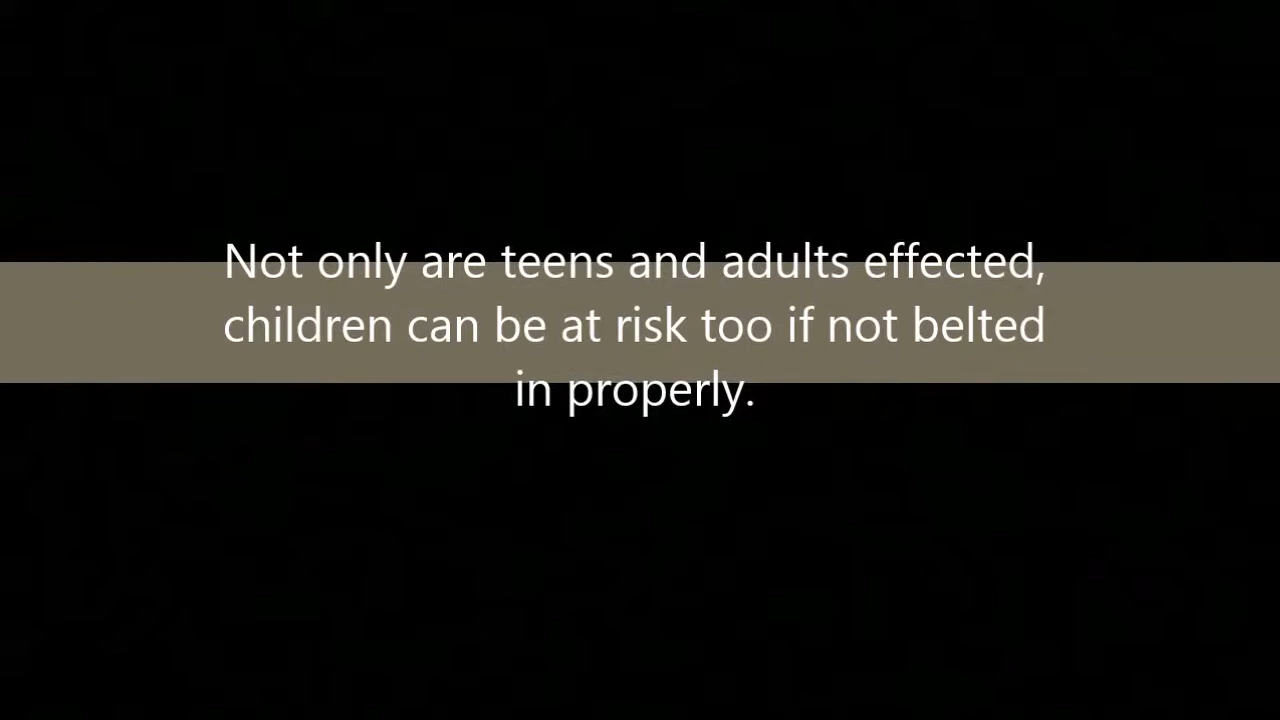 Not only are teens and adults effected,
children can be at risk too if not belted
in properly.